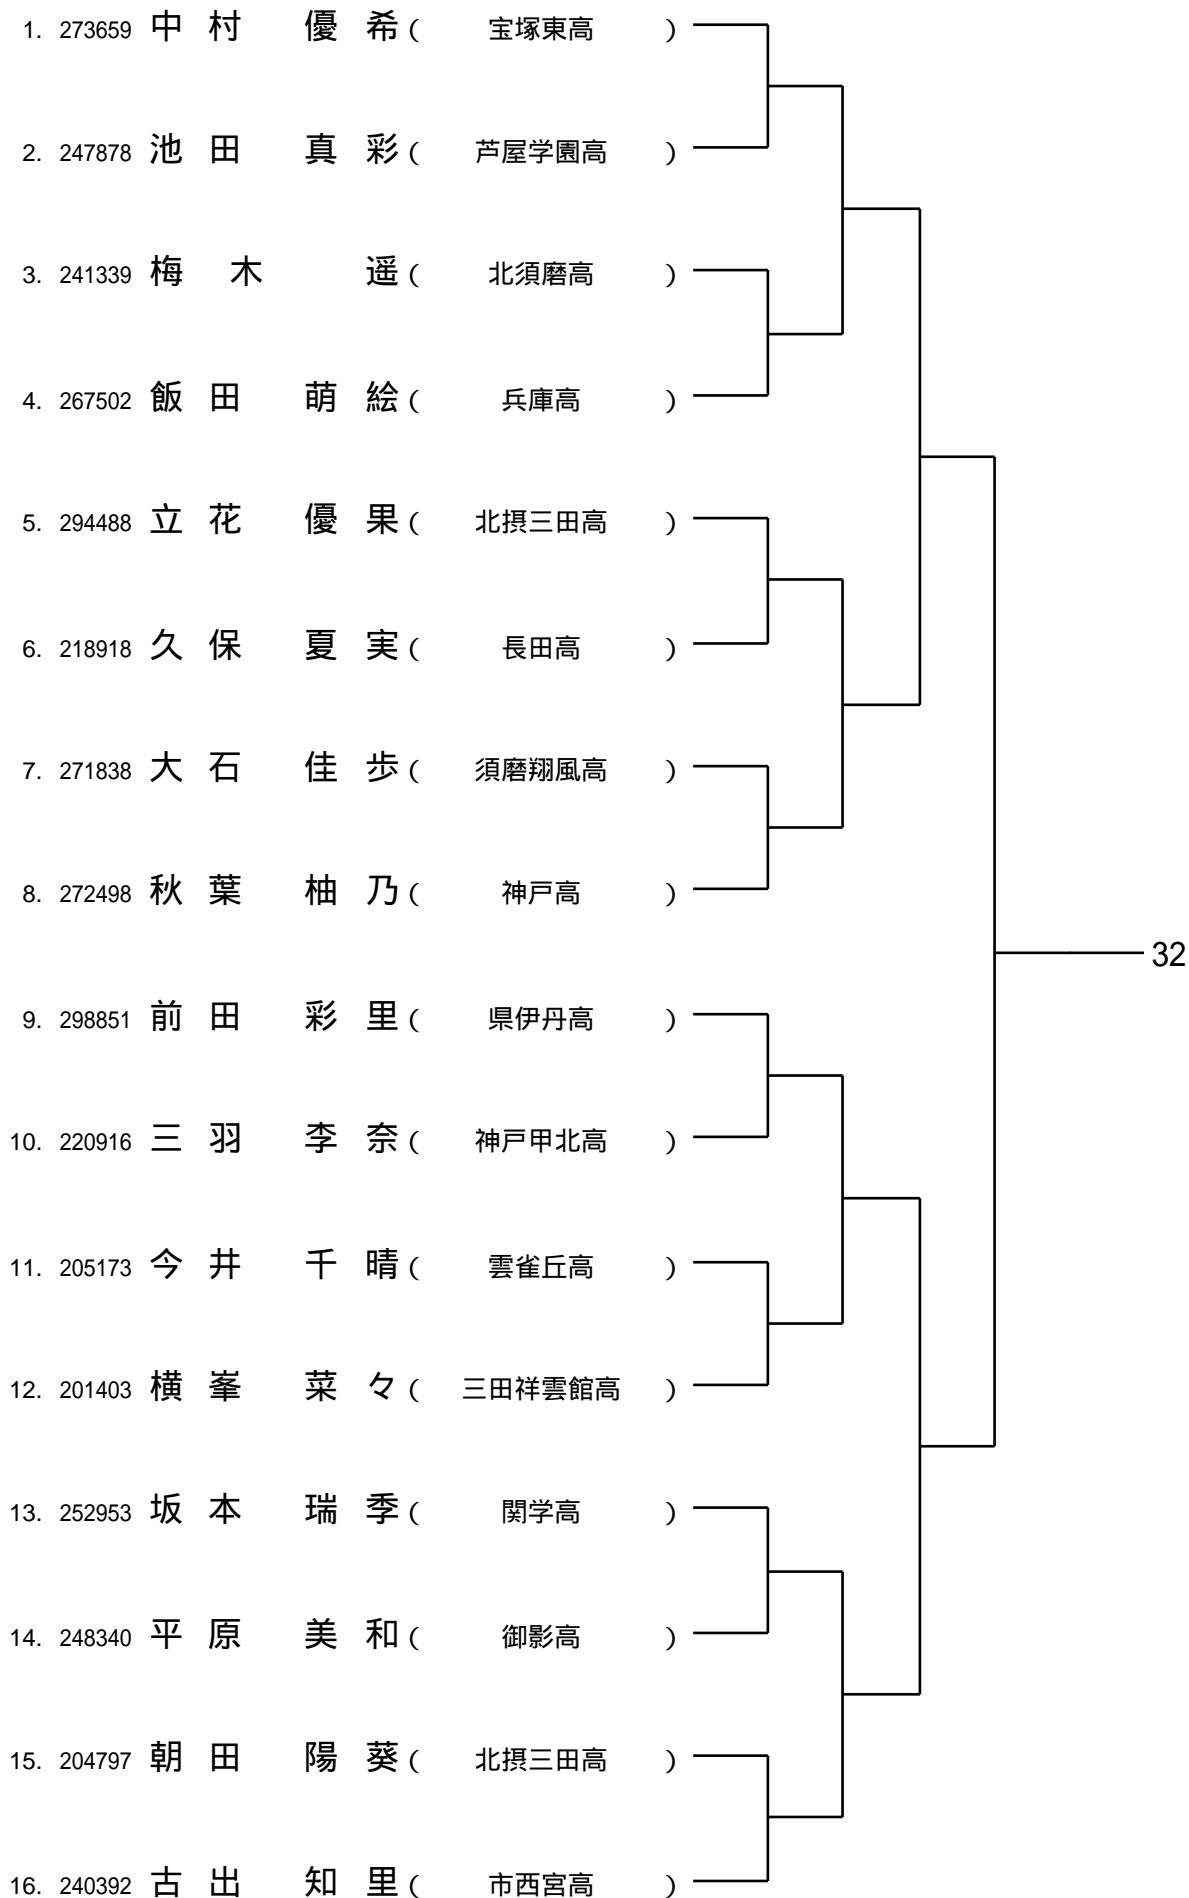 1. 273659 中村 優希 ( 宝塚東高 )
2. 247878 池田 真彩 ( 芦屋学園高 )
3. 241339 梅木 遥 ( 北須磨高 )
4. 267502 飯田 萌絵 ( 兵庫高 )
5. 294488 立花 優果 ( 北摂三田高 )
6. 218918 久保 夏実 ( 長田高 )
7. 271838 大石 佳歩 ( 須磨翔風高 )
8. 272498 秋葉 柚乃 ( 神戸高 )
32
9. 298851 前田 彩里 ( 県伊丹高 )
10. 220916 三羽 李奈 ( 神戸甲北高 )
11. 205173 今井 千晴 ( 雲雀丘高 )
12. 201403 横峯 菜々 ( 三田祥雲館高 )
13. 252953 坂本 瑞季 ( 関学高 )
14. 248340 平原 美和 ( 御影高 )
15. 204797 朝田 陽葵 ( 北摂三田高 )
16. 240392 古出 知里 ( 市西宮高 )